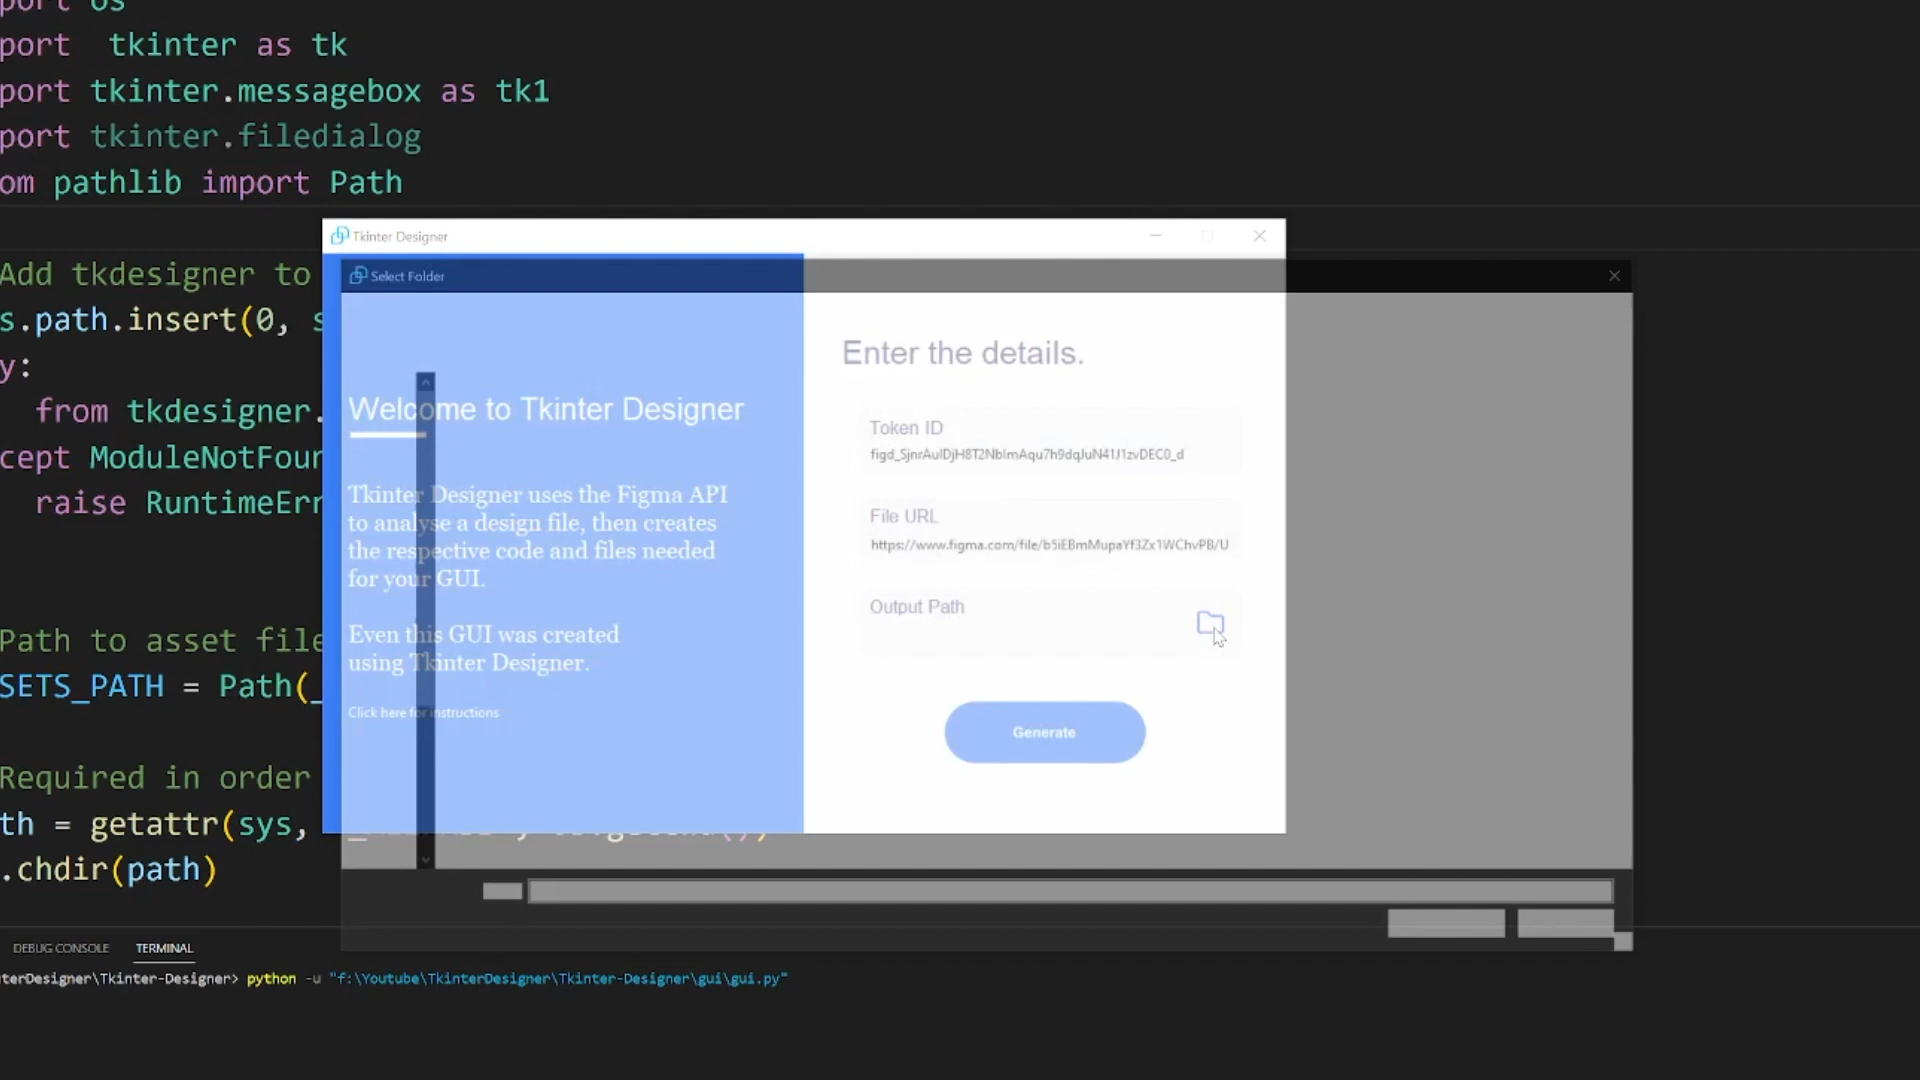 port os
port  tkinter as tk
port tkinter.messagebox as tk1
port tkinter.filedialog
om pathlib import Path
Tkinter Designer
Select Folder
Add tkdesigner to
s.path.insert(0, s
y:
from tkdesigner.
cept ModuleNotFour
raise RuntimeErr
Path to asset file
SETS_PATH = Path(_
Required in order
th = getattr(sys,
.chdir(path)
Welcome to Tkinter Designer
Tkinter Designer uses the Figma API
to analyse a design file, then creates
the respective code and files needed
for your GUI.
Even this GUI was created
using Tkinter Designer.
Click here for instructions
Enter the details.
Token ID
File URL
https://www.figma.com/file/b5iEBmMupaYf3Zx1WChvPB/U
Output Path
Generate
DEBUG CONSOLE
TERMINAL
terDesigner\Tkinter-Designer> python -u "f:\Youtube\TkinterDesigner\Tkinter-Designer\gui\gui.py"